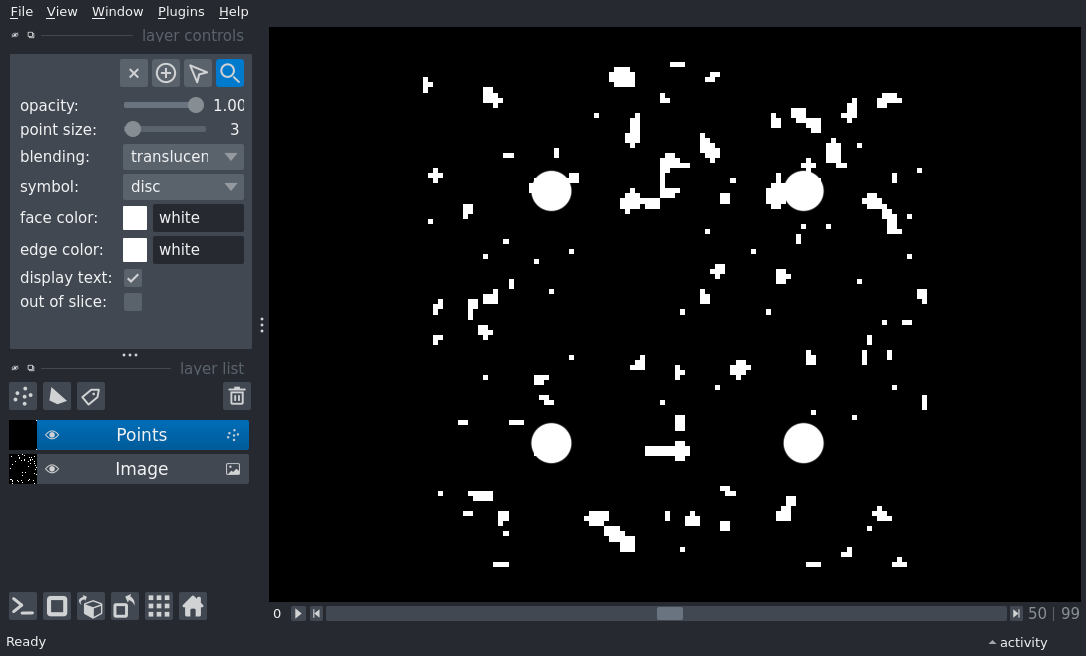 File View Window Plugins Help
layer controls
opacity: 1.00
point size: 3
blending: translucen
symbol: disc
face color: white
edge color: white
display text:
out of slice:
layer list
Points
Image
0 50 | 99
Ready activity